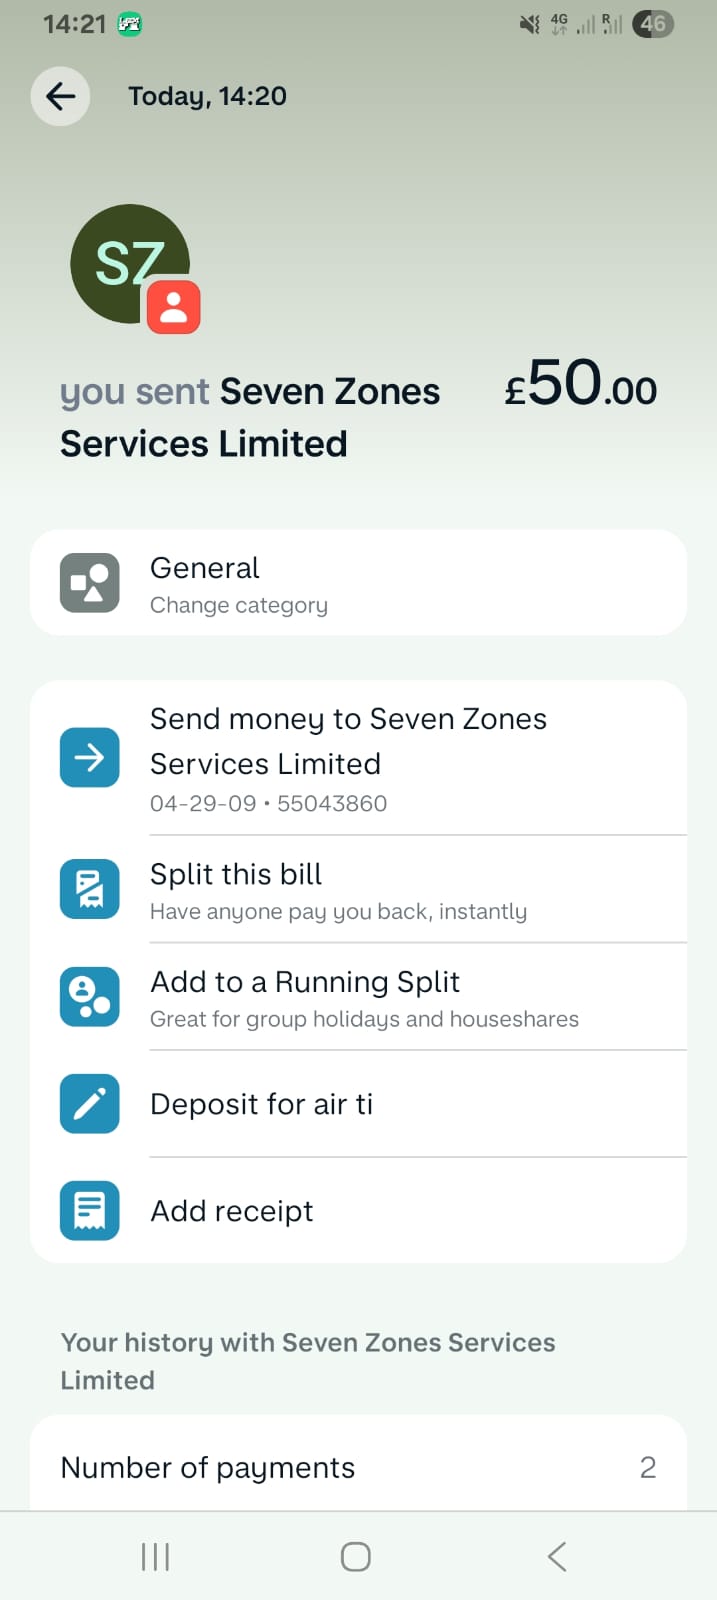 14:21
4G R 46
Today, 14:20
SZ
you sent Seven Zones £50.00
Services Limited
General
Change category
Send money to Seven Zones
Services Limited
04-29-09 • 55043860
Split this bill
Have anyone pay you back, instantly
Add to a Running Split
Great for group holidays and houseshares
Deposit for air ti
Add receipt
Your history with Seven Zones Services
Limited
Number of payments 2